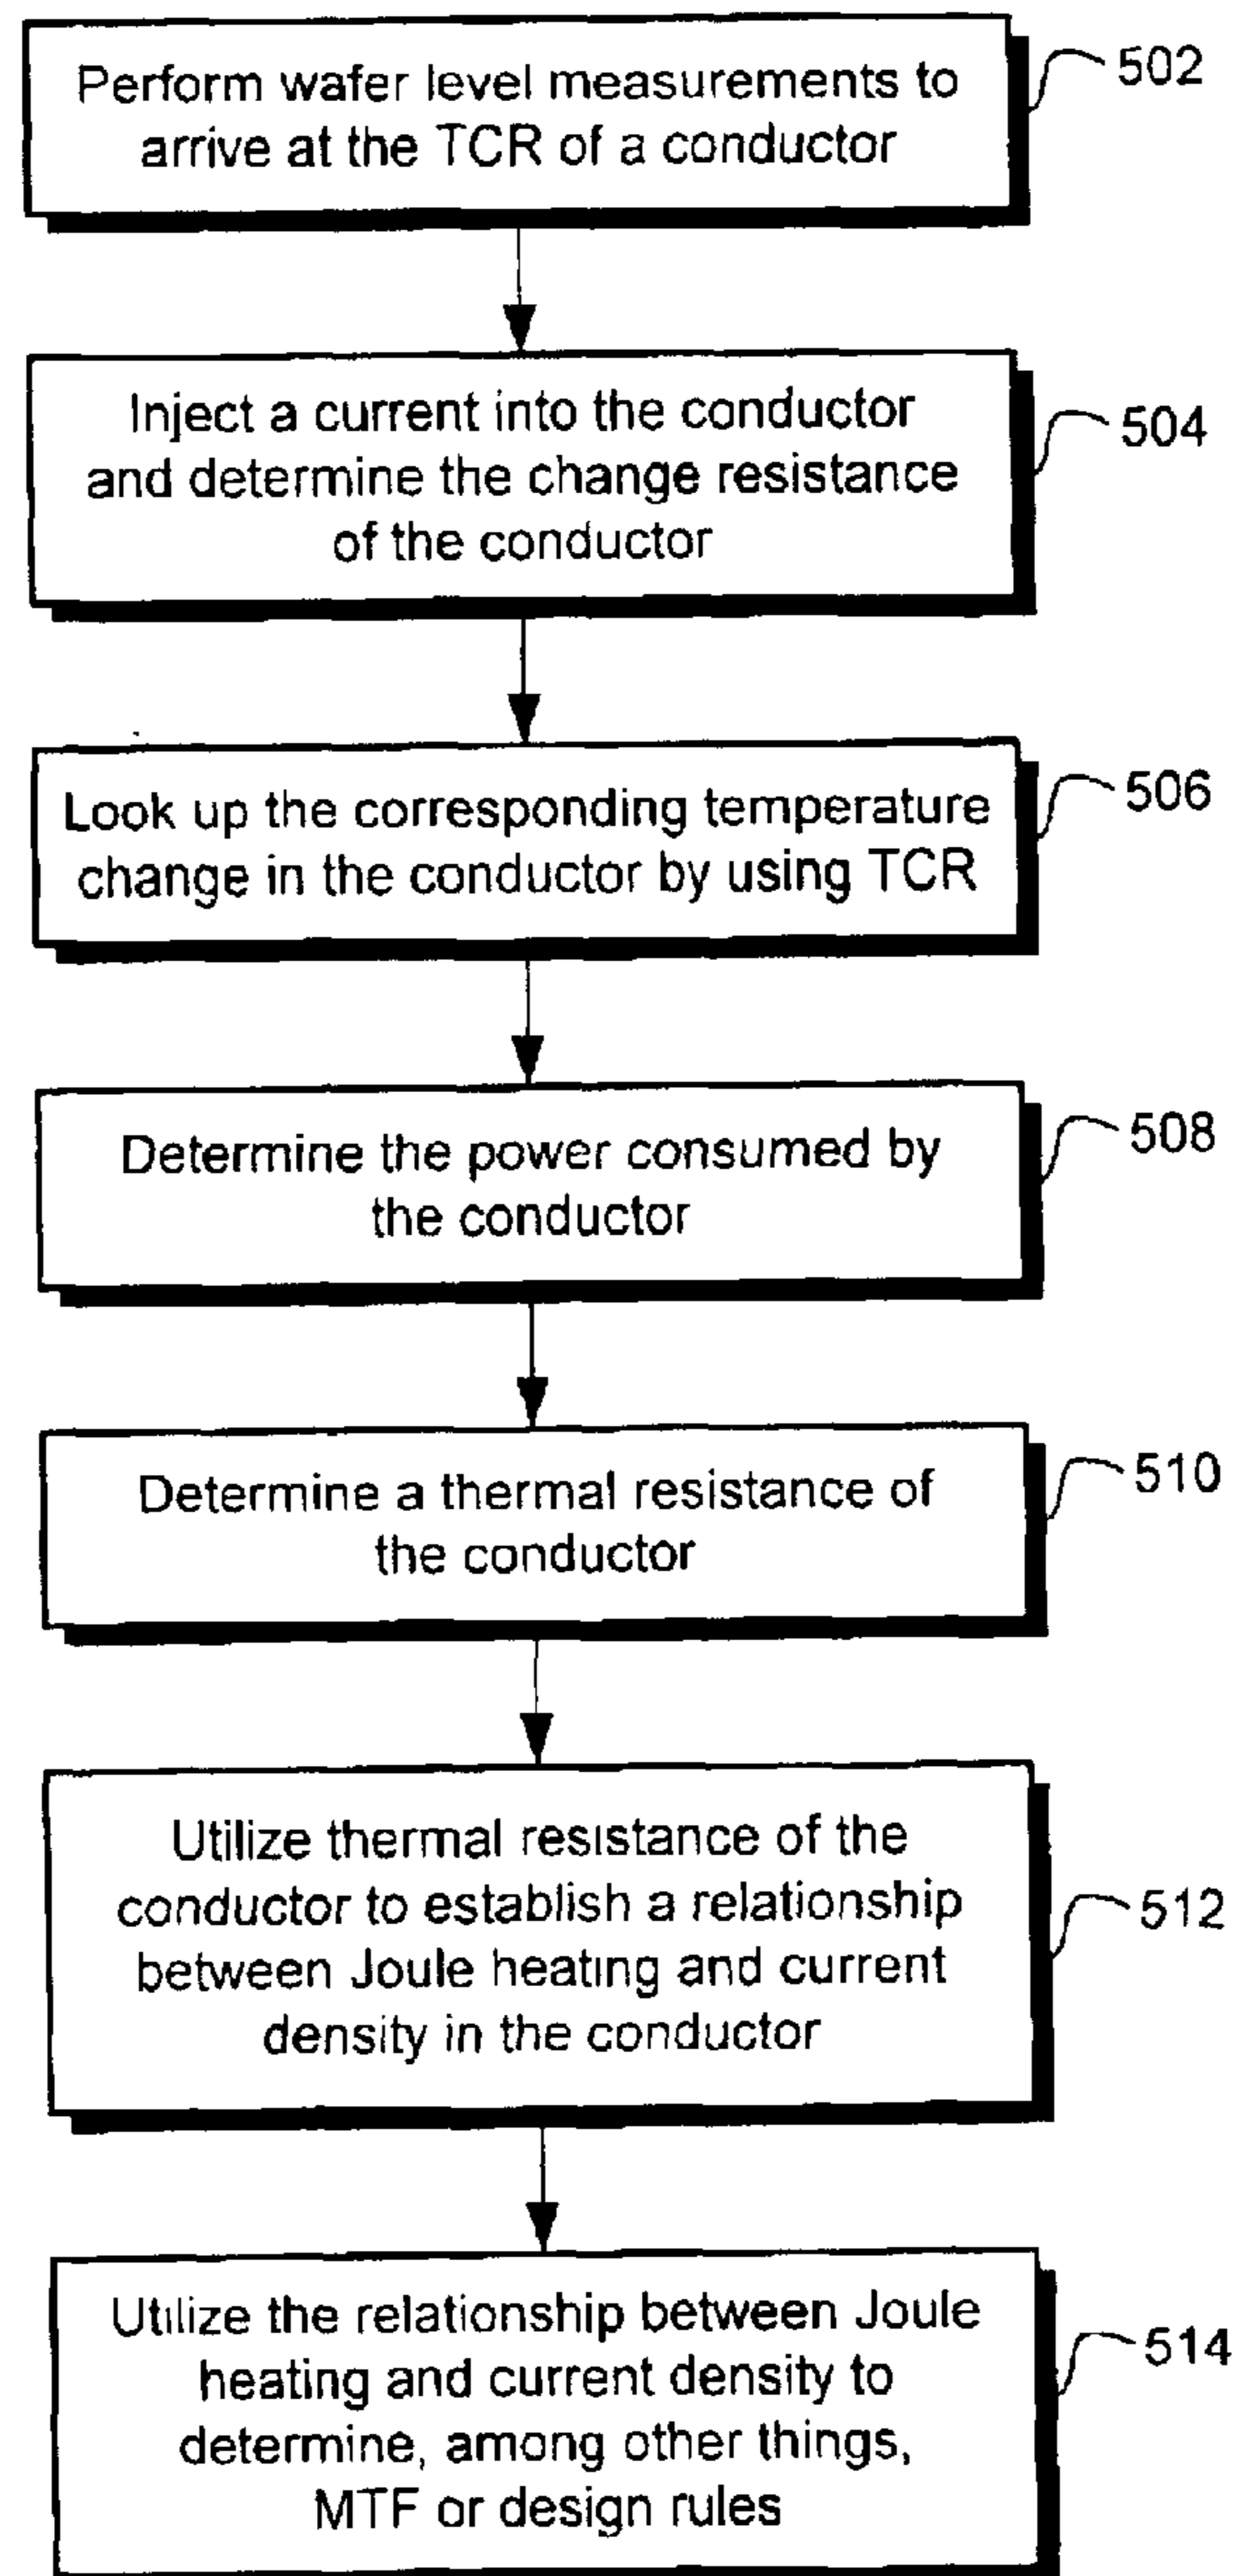 Perform wafer level measurements to
arrive at the TCR of a conductor
502
Inject a current into the conductor
and determine the change resistance
of the conductor
504
Look up the corresponding temperature
change in the conductor by using TCR
506
Determine the power consumed by
the conductor
508
Determine a thermal resistance of
the conductor
510
Utilize thermal resistance of the
conductor to establish a relationship
between Joule heating and current
density in the conductor
512
Utilize the relationship between Joule
heating and current density to
determine, among other things,
MTF or design rules
514